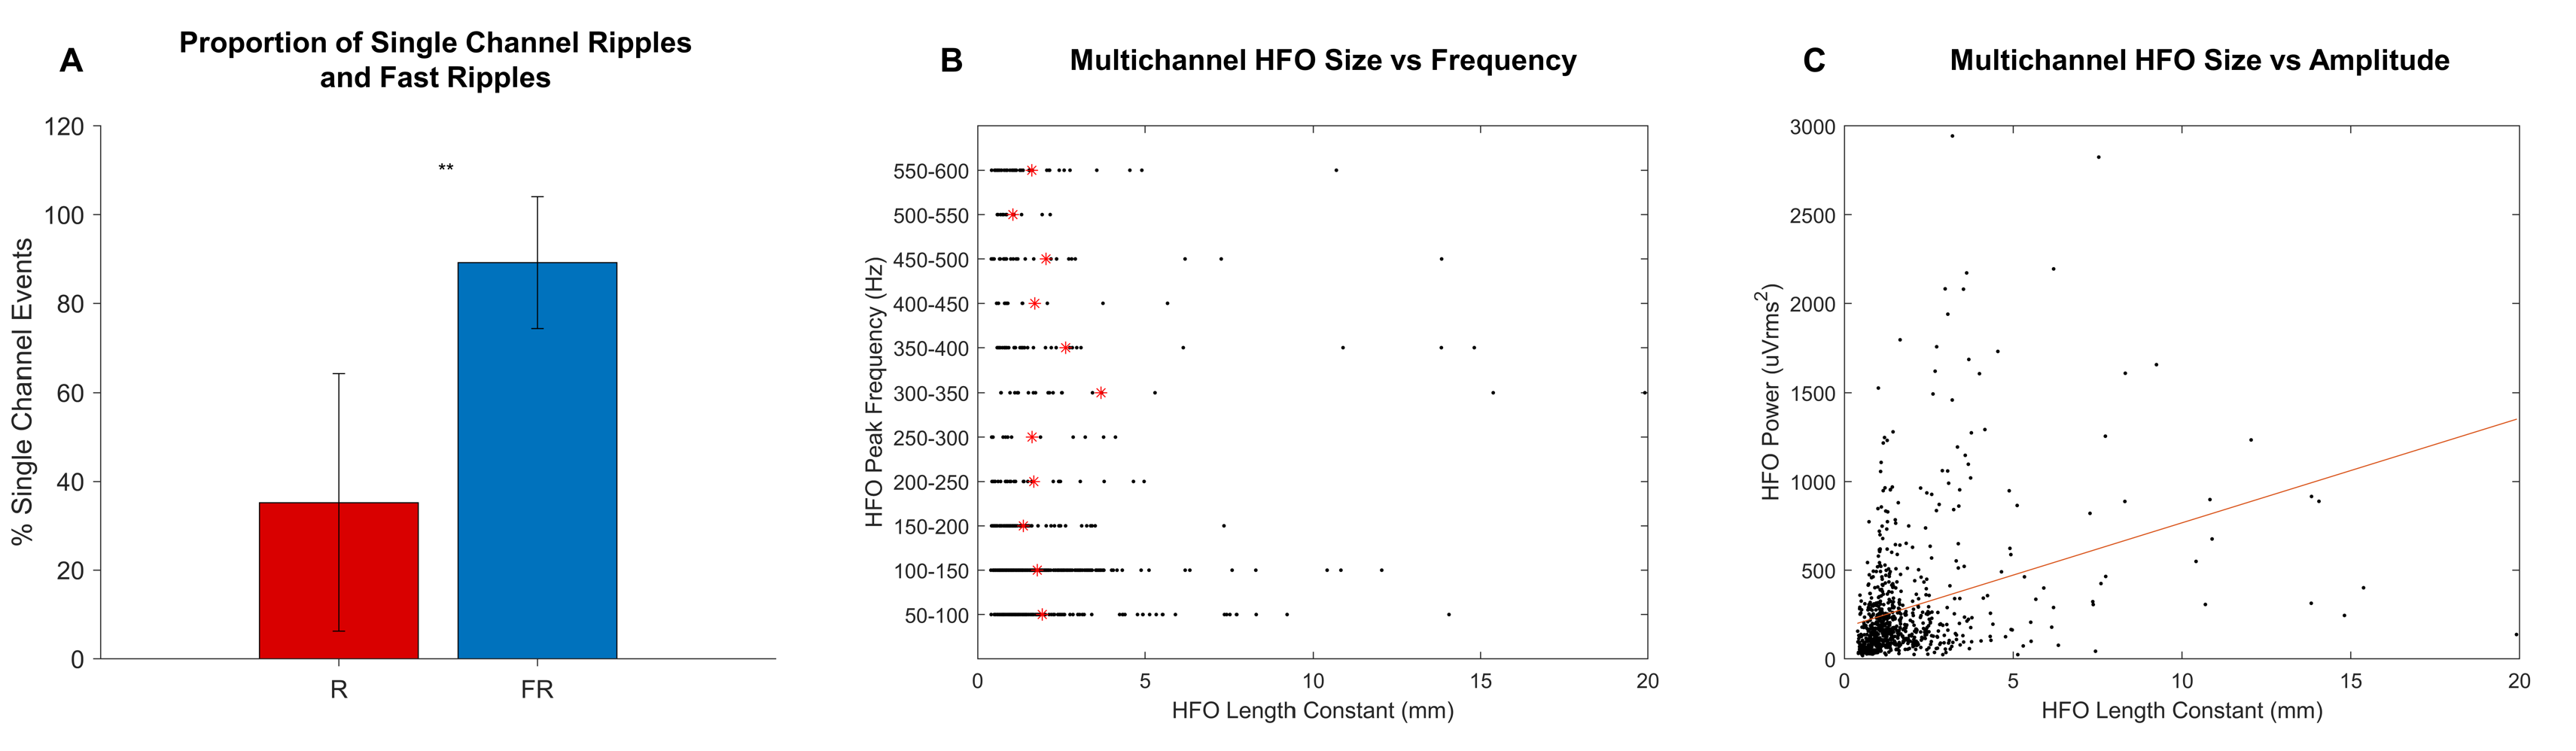 A
Proportion of Single Channel Ripples
and Fast Ripples
% Single Channel Events
120
100
80
60
40
20
0
**
R
FR
B
Multichannel HFO Size vs Frequency
HFO Peak Frequency (Hz)
550-600
500-550
450-500
400-450
350-400
300-350
250-300
200-250
150-200
100-150
50-100
0
5
10
15
20
HFO Length Constant (mm)
C
Multichannel HFO Size vs Amplitude
HFO Power (uVrms²)
3000
2500
2000
1500
1000
500
0
0
5
10
15
20
HFO Length Constant (mm)